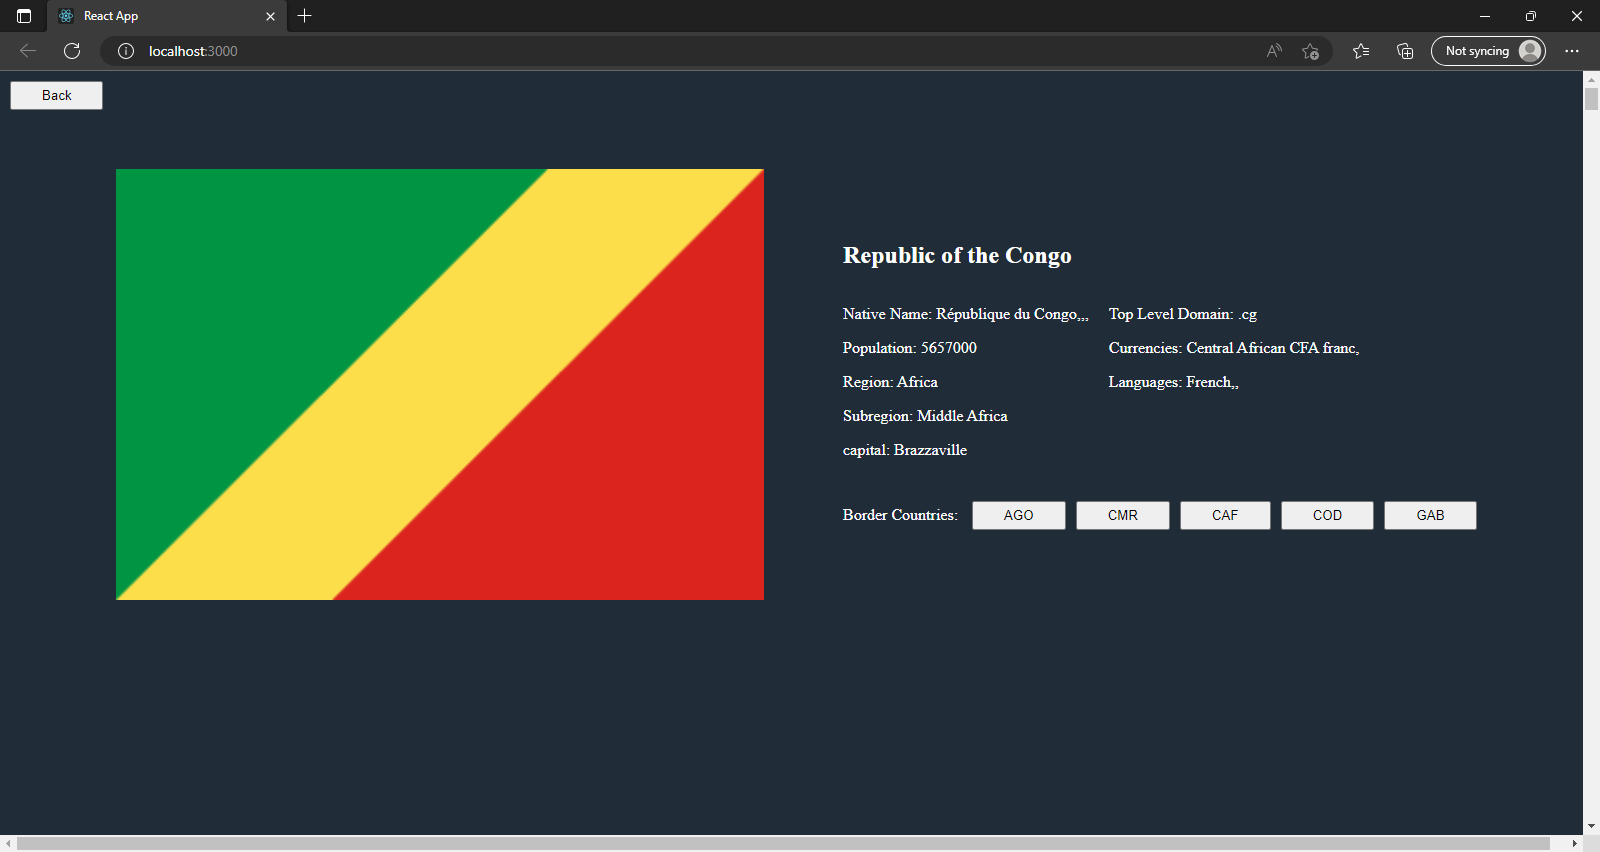 React App
localhost:3000
Not syncing
Back
Republic of the Congo
Native Name: République du Congo,,,
Top Level Domain: .cg
Population: 5657000
Currencies: Central African CFA franc,
Region: Africa
Languages: French,,
Subregion: Middle Africa
capital: Brazzaville
Border Countries: AGO CMR CAF COD GAB